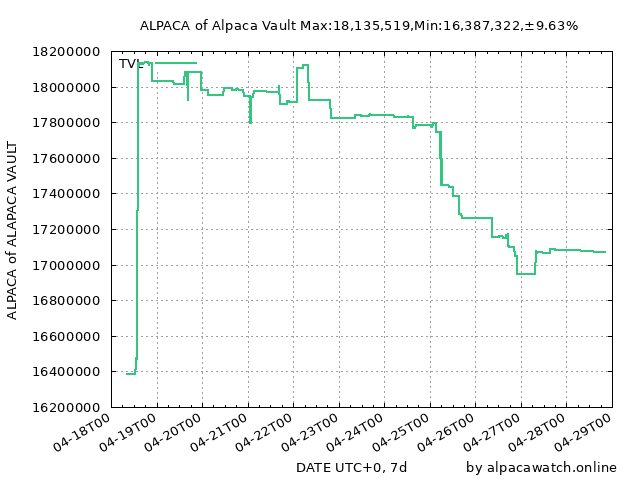 ALPACA of Alpaca Vault Max:18,135,519,Min:16,387,322,±9.63%
18200000
TVL
18000000
17800000
17600000
17400000
17200000
17000000
16800000
16600000
16400000
16200000
ALPACA of ALAPACA VAULT
04-18T00
04-19T00
04-20T00
04-21T00
04-22T00
04-23T00
04-24T00
04-25T00
04-26T00
04-27T00
04-28T00
04-29T00
DATE UTC+0, 7d
by alpacawatch.online